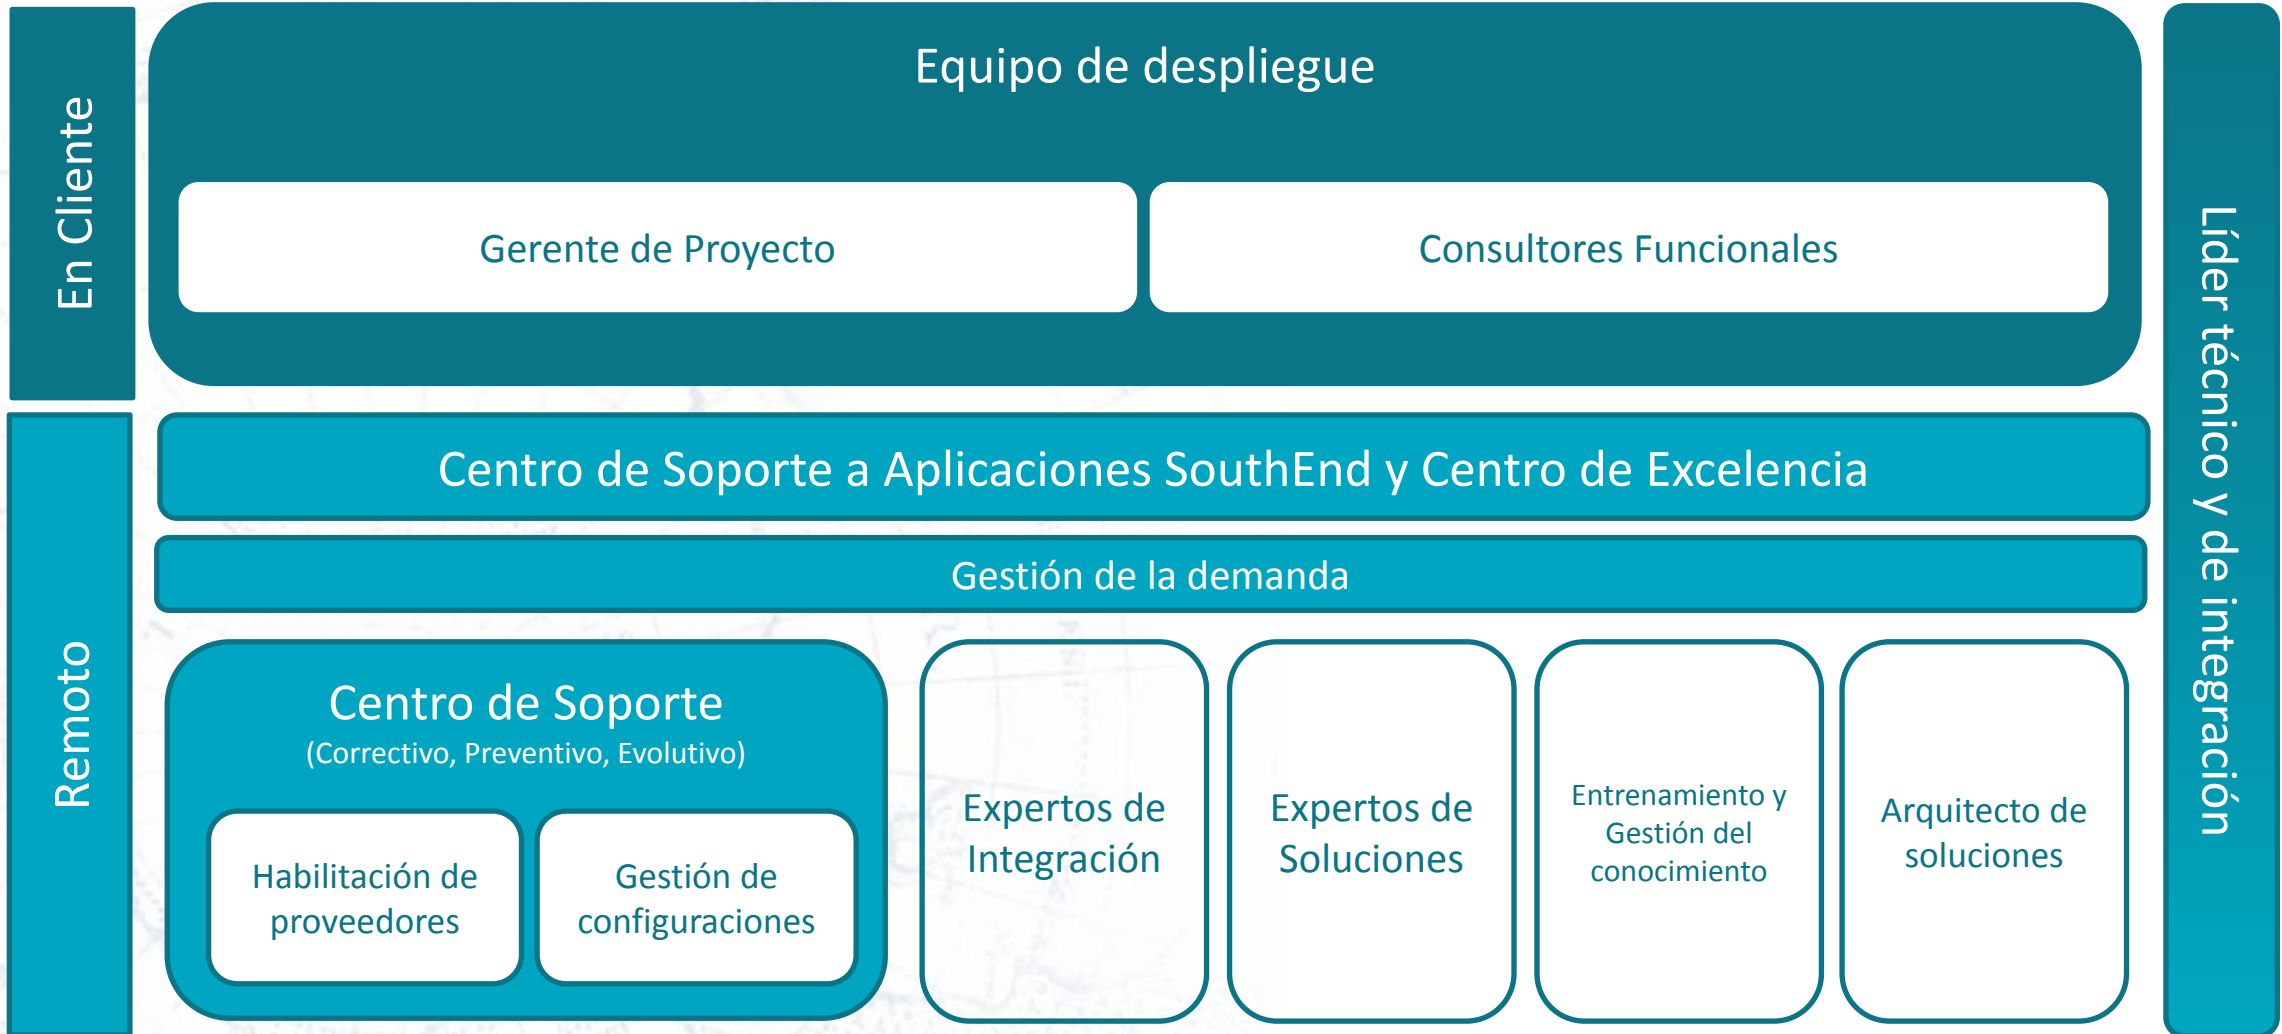 En Cliente
Equipo de despliegue
Gerente de Proyecto
Consultores Funcionales
Líder técnico y de integración
Remoto
Centro de Soporte a Aplicaciones SouthEnd y Centro de Excelencia
Gestión de la demanda
Centro de Soporte
(Correctivo, Preventivo, Evolutivo)
Habilitación de
proveedores
Gestión de
configuraciones
Expertos de
Integración
Expertos de
Soluciones
Entrenamiento y
Gestión del
conocimiento
Arquitecto de
soluciones